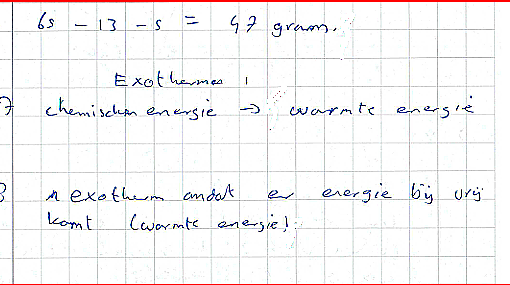 65 - 13 - 5 = 47 gram.
Exothermes !
7 chemischen energie → warmte energie
8 exotherm omdat er energie bij vrij
komt (warmte energie).